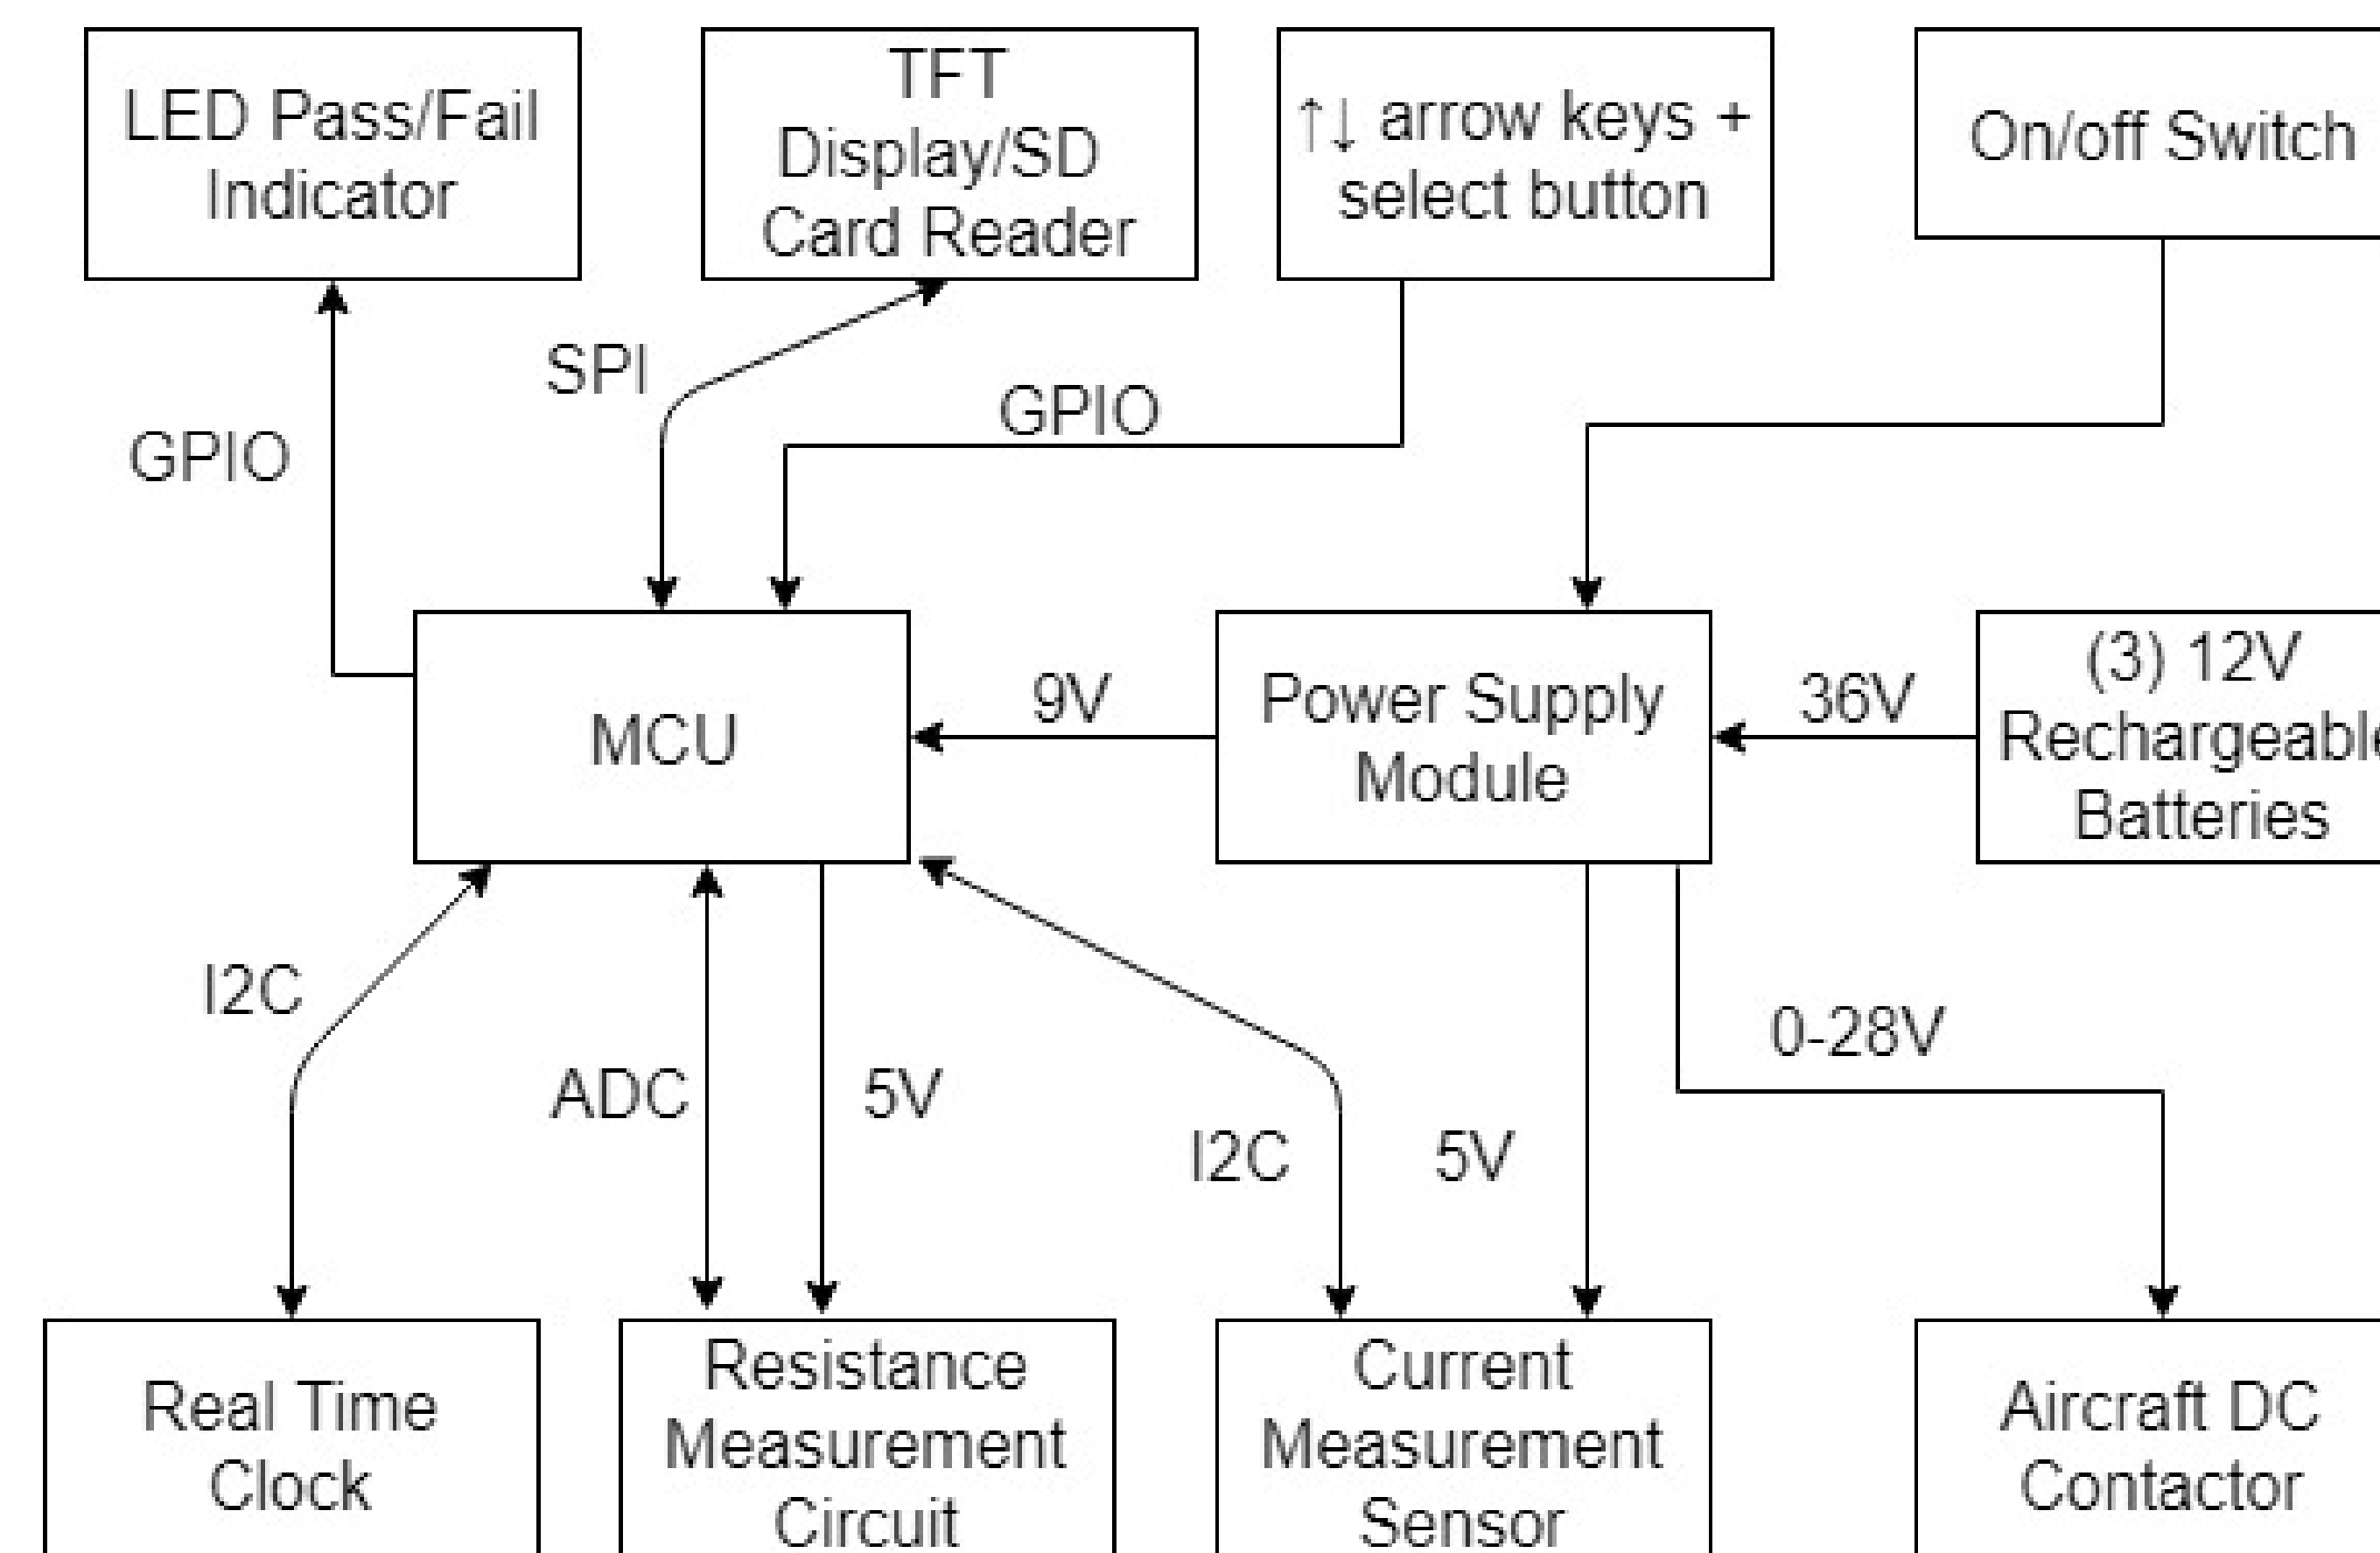 LED Pass/Fail
Indicator
TFT
Display/SD
Card Reader
↑↓ arrow keys +
select button
On/off Switch
SPI
GPIO
GPIO
MCU
9V
Power Supply
Module
36V
(3) 12V
Rechargeable
Batteries
I2C
ADC
5V
I2C
5V
0-28V
Real Time
Clock
Resistance
Measurement
Circuit
Current
Measurement
Sensor
Aircraft DC
Contactor